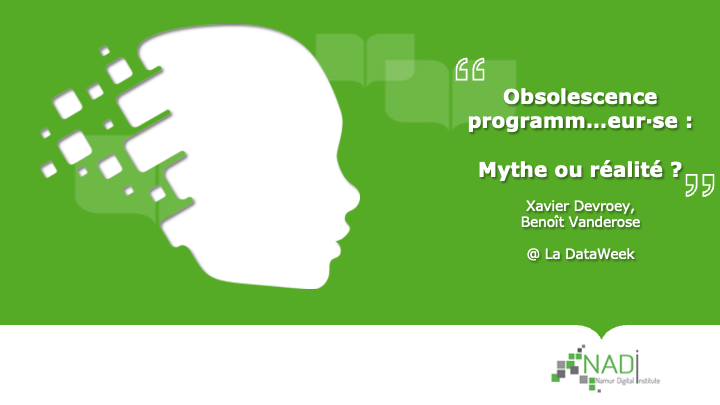 Obsolescence
programm...eur·se :
Mythe ou réalité ?
Xavier Devroey,
Benoît Vanderose
@ La DataWeek
NADI
Namur Digital Institute